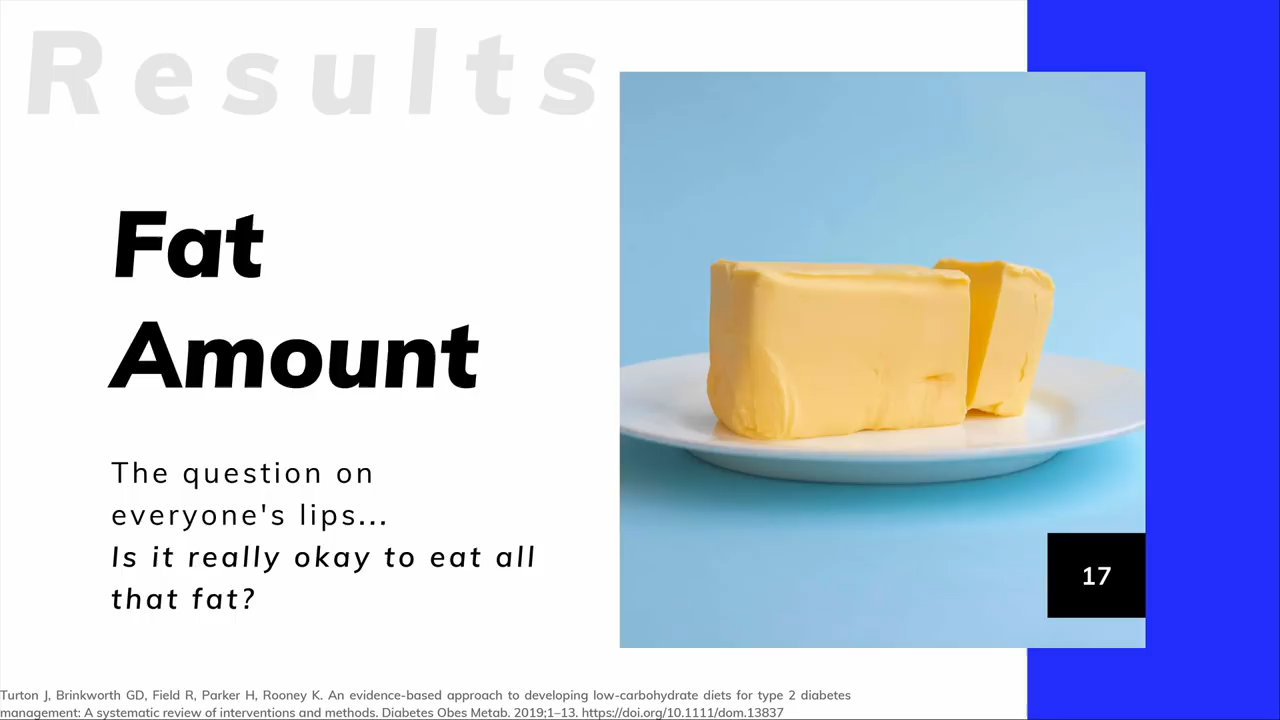 Results
Fat
Amount
The question on
everyone's lips...
Is it really okay to eat all
that fat?
17
Turton J, Brinkworth GD, Field R, Parker H, Rooney K. An evidence-based approach to developing low-carbohydrate diets for type 2 diabetes
management: A systematic review of interventions and methods. Diabetes Obes Metab. 2019;1–13. https://doi.org/10.1111/dom.13837